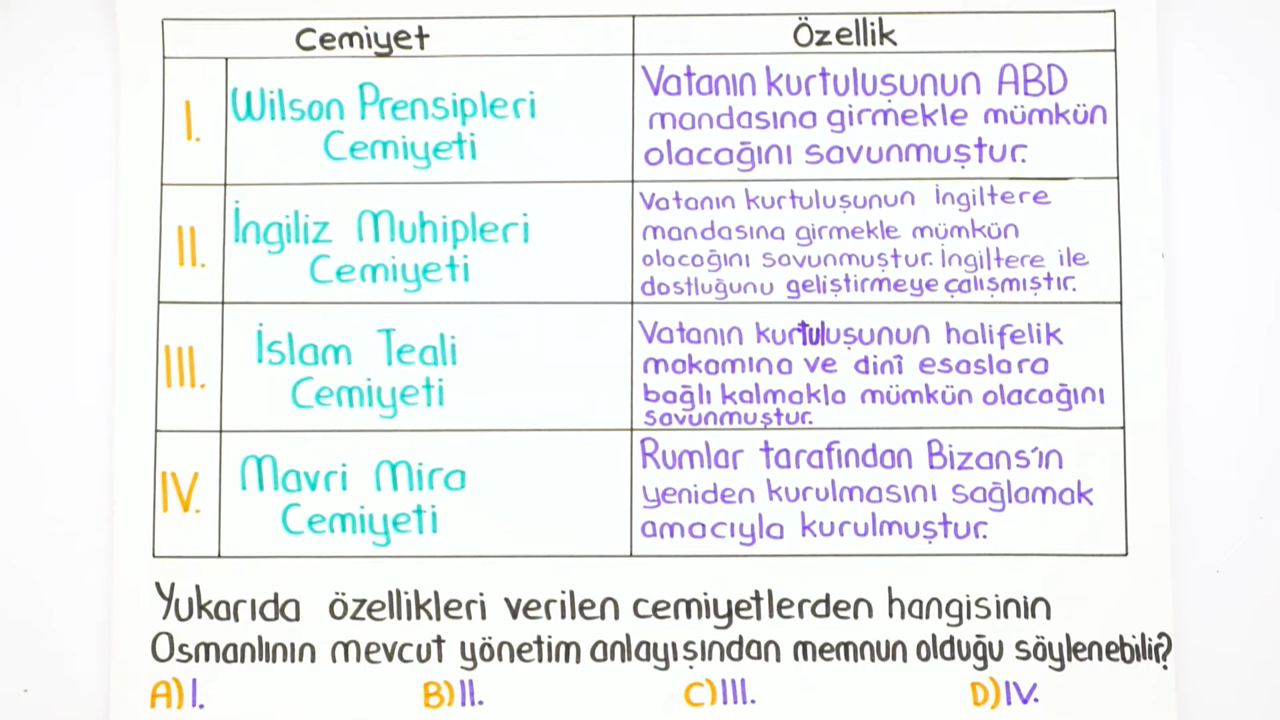 Cemiyet
Özellik
I.
Wilson Prensipleri
Cemiyeti
Vatanın kurtuluşunun ABD
mandasına girmekle mümkün
olacağını savunmuştur.
II.
İngiliz Muhipleri
Cemiyeti
Vatanın kurtuluşunun İngiltere
mandasına girmekle mümkün
olacağını savunmuştur. İngiltere ile
dostluğunu geliştirmeye çalışmıştır.
III.
İslam Teali
Cemiyeti
Vatanın kurtuluşunun halifelik
makamına ve dinî esaslara
bağlı kalmakla mümkün olacağını
savunmuştur.
IV.
Mavri Mira
Cemiyeti
Rumlar tarafından Bizans'ın
yeniden kurulmasını sağlamak
amacıyla kurulmuştur.
Yukarıda özellikleri verilen cemiyetlerden hangisinin
Osmanlının mevcut yönetim anlayışından memnun olduğu söylenebilir?
A) I. B) II. C) III. D) IV.